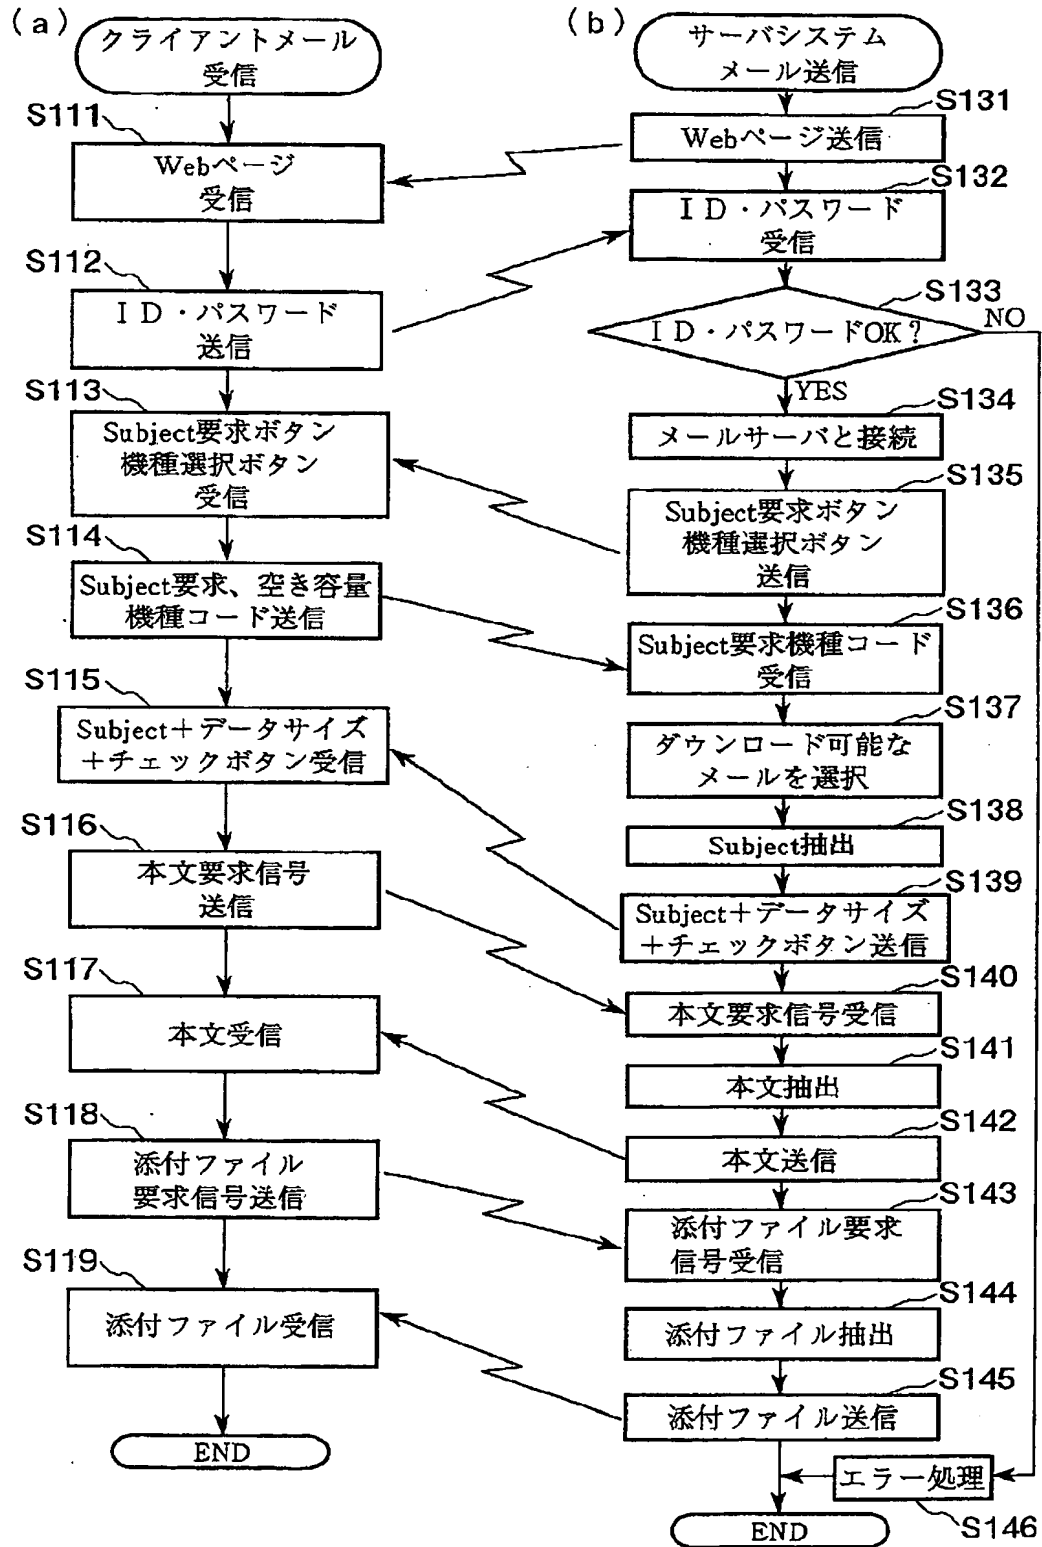 (a)
クライアントメール
受信
S111
Webページ
受信
S112
ＩＤ・パスワード
送信
S113
Subject要求ボタン
機種選択ボタン
受信
S114
Subject要求、空き容量
機種コード送信
S115
Subject＋データサイズ
＋チェックボタン受信
S116
本文要求信号
送信
S117
本文受信
S118
添付ファイル
要求信号送信
S119
添付ファイル受信
END
(b)
サーバシステム
メール送信
S131
Webページ送信
S132
ＩＤ・パスワード
受信
S133
ＩＤ・パスワードOK？
NO
YES
S134
メールサーバと接続
S135
Subject要求ボタン
機種選択ボタン
送信
S136
Subject要求機種コード
受信
S137
ダウンロード可能な
メールを選択
S138
Subject抽出
S139
Subject＋データサイズ
＋チェックボタン送信
S140
本文要求信号受信
S141
本文抽出
S142
本文送信
S143
添付ファイル要求
信号受信
S144
添付ファイル抽出
S145
添付ファイル送信
エラー処理
S146
END